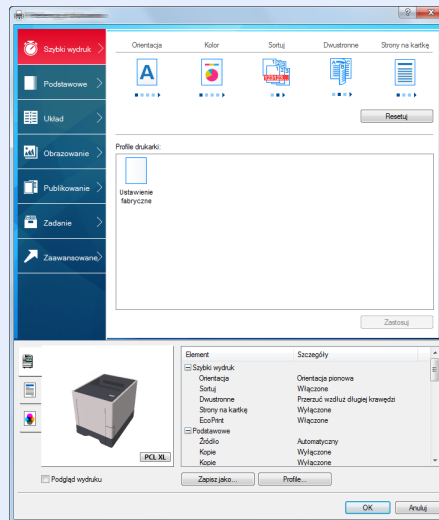 Szybki wydruk
Podstawowe
Układ
Obrazowanie
Publikowanie
Zadanie
Zaawansowane
Orientacja Kolor Sortuj Dwustronne Strony na kartkę
A
Resetuj
Profile drukarki:
Ustawienie
fabryczne
Zastosuj
PCL XL
Podgląd wydruku
Element Szczegóły
Szybki wydruk
Orientacja Orientacja pionowa
Sortuj Włączone
Dwustronne Przerzuć wzdłuż długiej krawędzi
Strony na kartkę Wyłączone
EcoPrint Włączone
Podstawowe
Źródło Automatyczny
Kopie Wyłączone
Kopie Wyłączone
Zapisz jako... Profile...
OK Anuluj